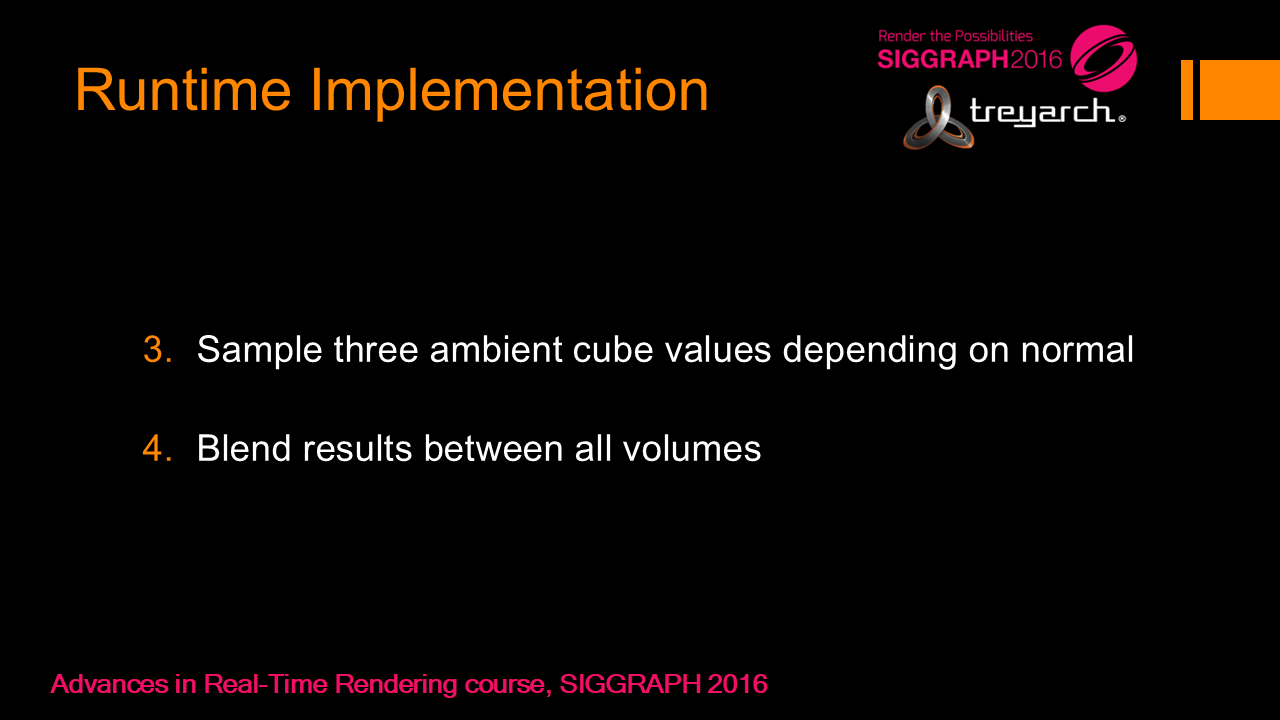 Runtime Implementation
Render the Possibilities
SIGGRAPH2016
treyarch®
3. Sample three ambient cube values depending on normal
4. Blend results between all volumes
Advances in Real-Time Rendering course, SIGGRAPH 2016